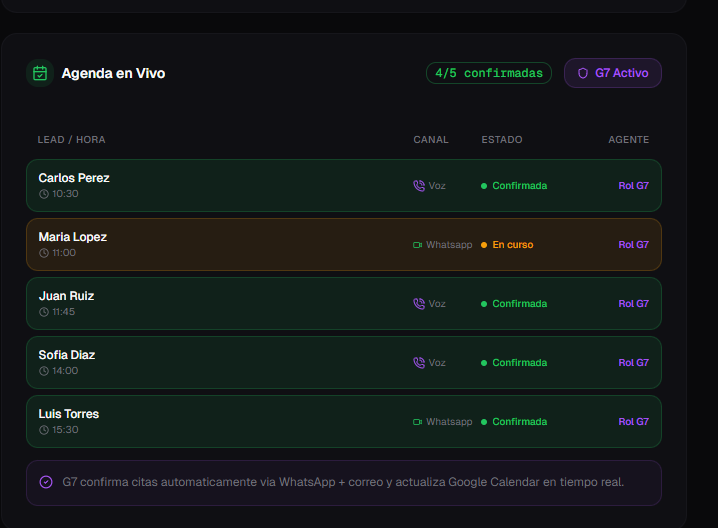 Agenda en Vivo
4/5 confirmadas
G7 Activo
LEAD / HORA CANAL ESTADO AGENTE
Carlos Perez
10:30
Voz Confirmada Rol G7
Maria Lopez
11:00
Whatsapp En curso Rol G7
Juan Ruiz
11:45
Voz Confirmada Rol G7
Sofia Diaz
14:00
Voz Confirmada Rol G7
Luis Torres
15:30
Whatsapp Confirmada Rol G7
G7 confirma citas automaticamente via WhatsApp + correo y actualiza Google Calendar en tiempo real.